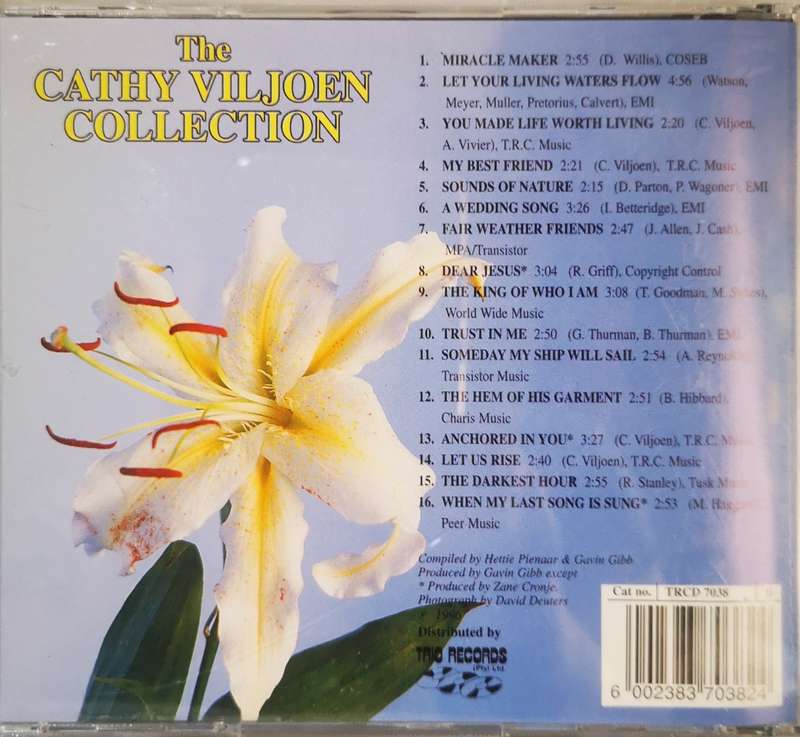 The
CATHY VILJOEN
COLLECTION
1. MIRACLE MAKER 2:55 (D. Willis), COSEB
2. LET YOUR LIVING WATERS FLOW 4:56 (Watson,
Meyer, Muller, Pretorius, Calvert), EMI
3. YOU MADE LIFE WORTH LIVING 2:20 (C. Viljoen,
A. Vivier), T.R.C. Music
4. MY BEST FRIEND 2:21 (C. Viljoen), T.R.C. Music
5. SOUNDS OF NATURE 2:15 (D. Parton, P. Wagoner), EMI
6. A WEDDING SONG 3:26 (I. Betteridge), EMI
7. FAIR WEATHER FRIENDS 2:47 (J. Allen, J. Cash),
MPA/Transistor
8. DEAR JESUS* 3:04 (R. Griff), Copyright Control
9. THE KING OF WHO I AM 3:08 (T. Goodman, M.
World Wide Music
10. TRUST IN ME 2:50 (G. Thurman, B. Thurman), EMI
11. SOMEDAY MY SHIP WILL SAIL 2:54 (A.
Transistor Music
12. THE HEM OF HIS GARMENT 2:51 (B. Hibbard),
Charis Music
13. ANCHORED IN YOU* 3:27 (C. Viljoen), T.R.C.
14. LET US RISE 2:40 (C. Viljoen), T.R.C. Music
15. THE DARKEST HOUR 2:55 (R. Stanley), Tusk
16. WHEN MY LAST SONG IS SUNG* 2:53 (M.
Peer Music
Compiled by Hettie Pienaar & Gavin Gibb
Produced by Gavin Gibb except
* Produced by Zane Cronje.
Photograph by David Deuters
1996
Distributed by
TRIO RECORDS
(Pty) Ltd.
Cat no. TRCD 7038
6 002383 703824